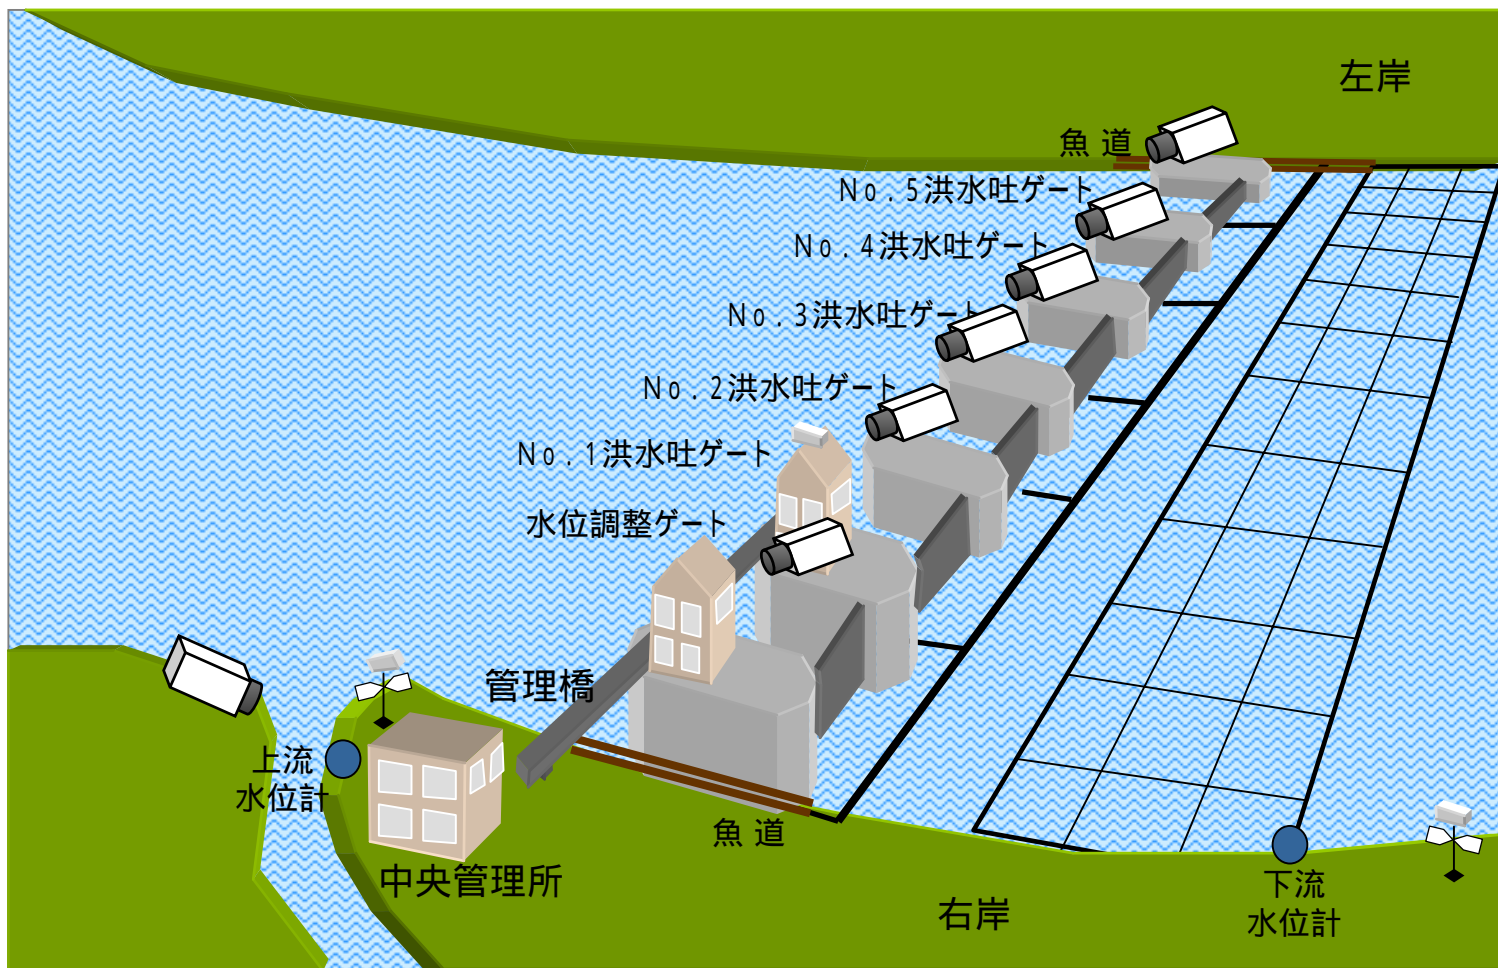 左岸
魚 道
No.5洪水吐ゲート
No.4洪水吐ゲート
No.3洪水吐ゲート
No.2洪水吐ゲート
No.1洪水吐ゲート
水位調整ゲート
管理橋
上流
水位計
魚 道
中央管理所
右岸
下流
水位計